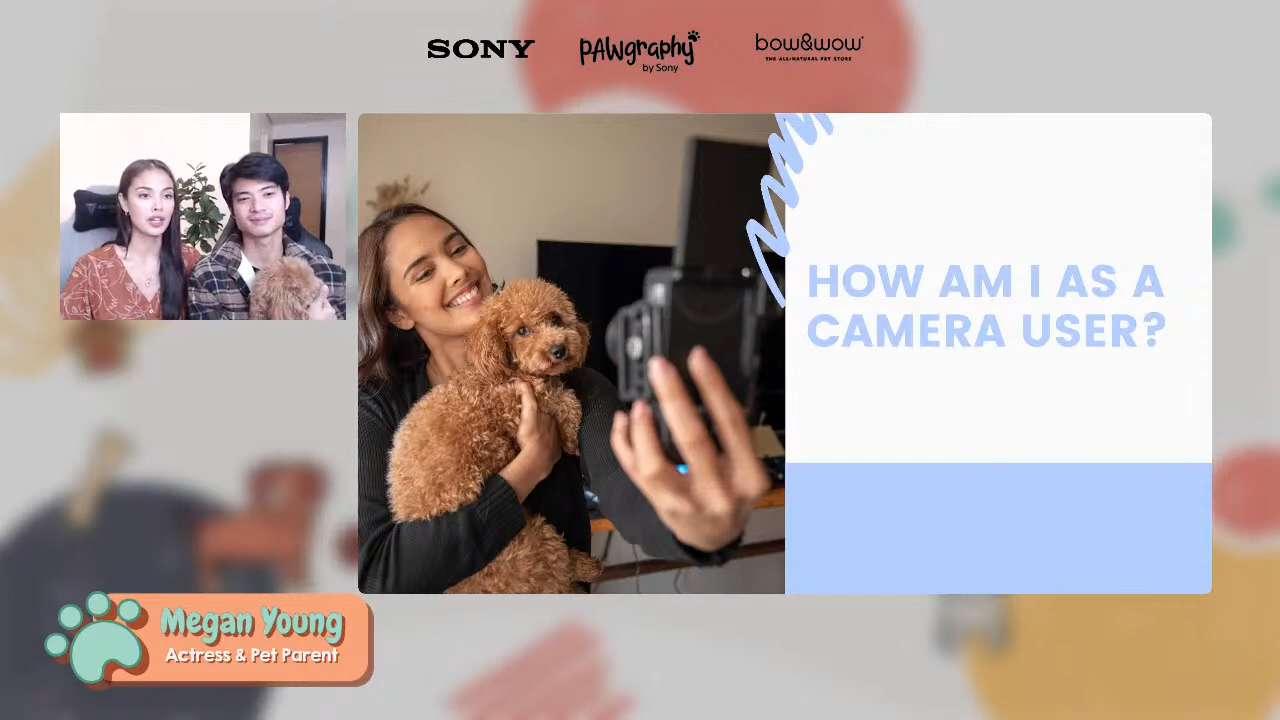 SONY
PAWgraphy
by Sony
bow&wow
THE ALL-NATURAL PET STORE
HOW AM I AS A
CAMERA USER?
Megan Young
Actress & Pet Parent